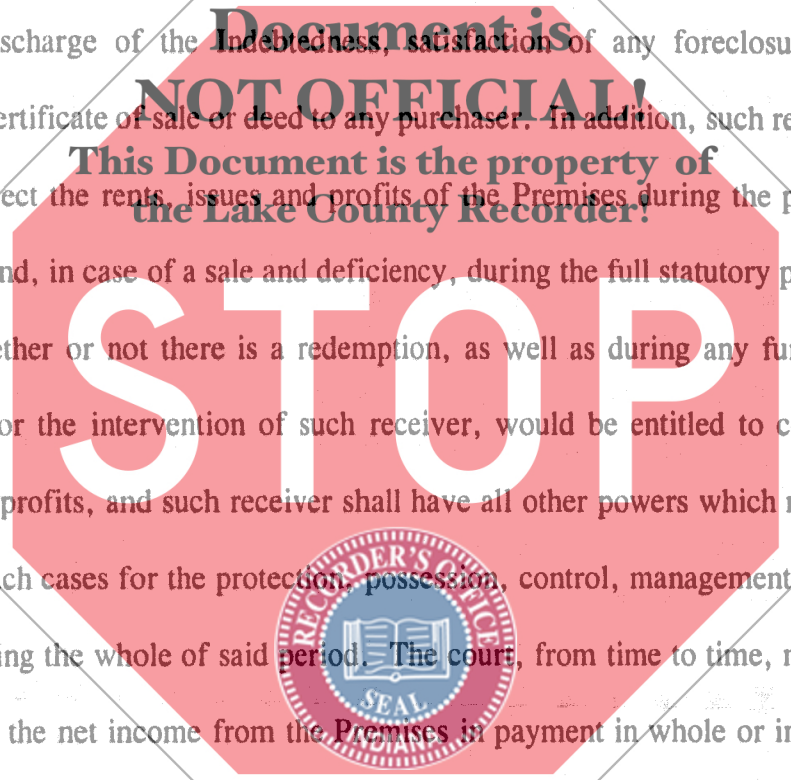 Document is
scharge of the Indebtedness, satisfaction of any foreclosu
NOT OFFICIAL!
ertificate of sale or deed to any purchaser. In addition, such re
This Document is the property of
ect the rents, issues and profits of the Premises during the p
the Lake County Recorder!
nd, in case of a sale and deficiency, during the full statutory p
ether or not there is a redemption, as well as during any fu
STOP
or the intervention of such receiver, would be entitled to c
profits, and such receiver shall have all other powers which
ch cases for the protection, possession, control, management
RECORDER'S OFFICE
ing the whole of said period. The court, from time to time,
SEAL
the net income from the Premises in payment in whole or in
INDIANA